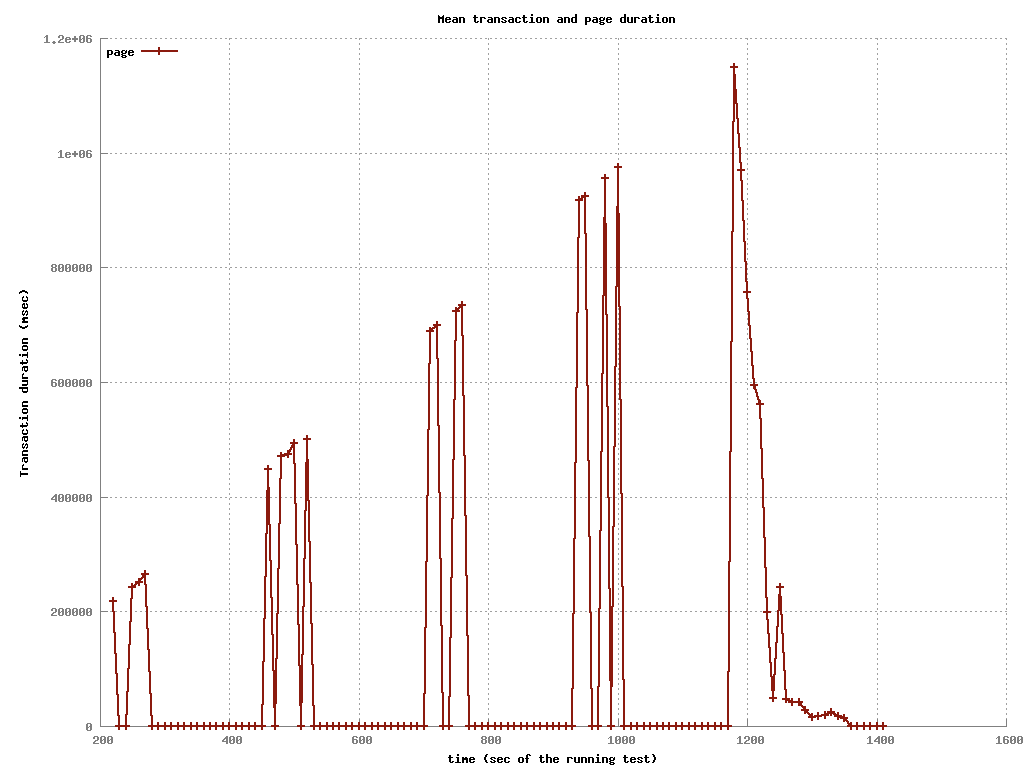 Mean transaction and page duration
1.2e+06
page
1e+06
800000
600000
400000
200000
0
Transaction duration (msec)
200 400 600 800 1000 1200 1400 1600
time (sec of the running test)